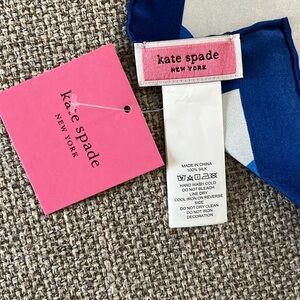 kate spade
NEW YORK
kate spade
NEW YORK
MADE IN CHINA
100% SILK
HAND WASH COLD
DO NOT BLEACH
LINE DRY
COOL IRON ON REVERSE
SIDE
DO NOT DRY CLEAN
DO NOT IRON
DECORATION